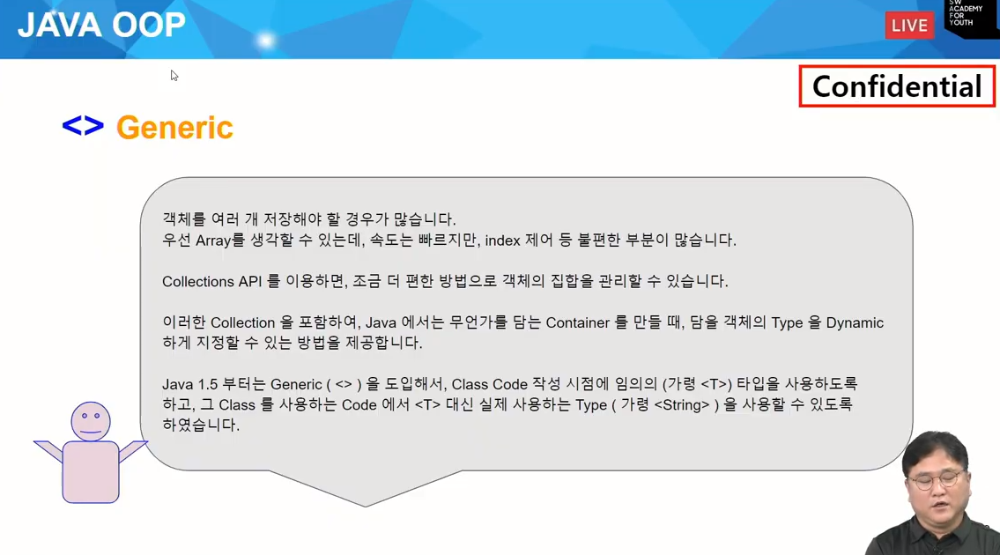 JAVA OOP
LIVE
SW
ACADEMY
FOR
YOUTH
Confidential
<> Generic
객체를 여러 개 저장해야 할 경우가 많습니다.
우선 Array를 생각할 수 있는데, 속도는 빠르지만, index 제어 등 불편한 부분이 많습니다.
Collections API 를 이용하면, 조금 더 편한 방법으로 객체의 집합을 관리할 수 있습니다.
이러한 Collection 을 포함하여, Java 에서는 무언가를 담는 Container 를 만들 때, 담을 객체의 Type 을 Dynamic
하게 지정할 수 있는 방법을 제공합니다.
Java 1.5 부터는 Generic ( <> ) 을 도입해서, Class Code 작성 시점에 임의의 (가령 <T>) 타입을 사용하도록
하고, 그 Class 를 사용하는 Code 에서 <T> 대신 실제 사용하는 Type ( 가령 <String> ) 을 사용할 수 있도록
하였습니다.